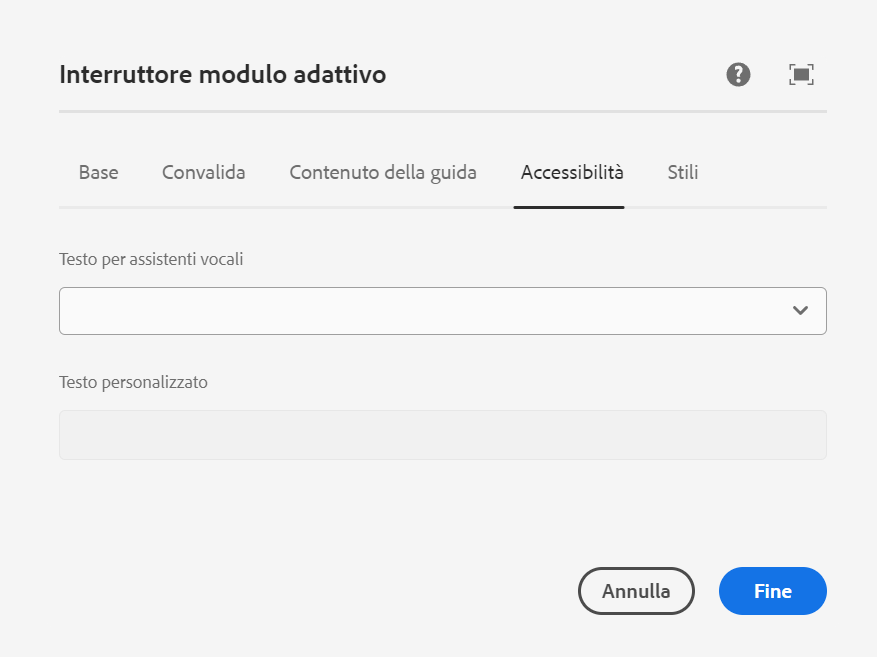 Interruttore modulo adattivo
Base Convalida Contenuto della guida Accessibilità Stili
Testo per assistenti vocali
Testo personalizzato
Annulla Fine